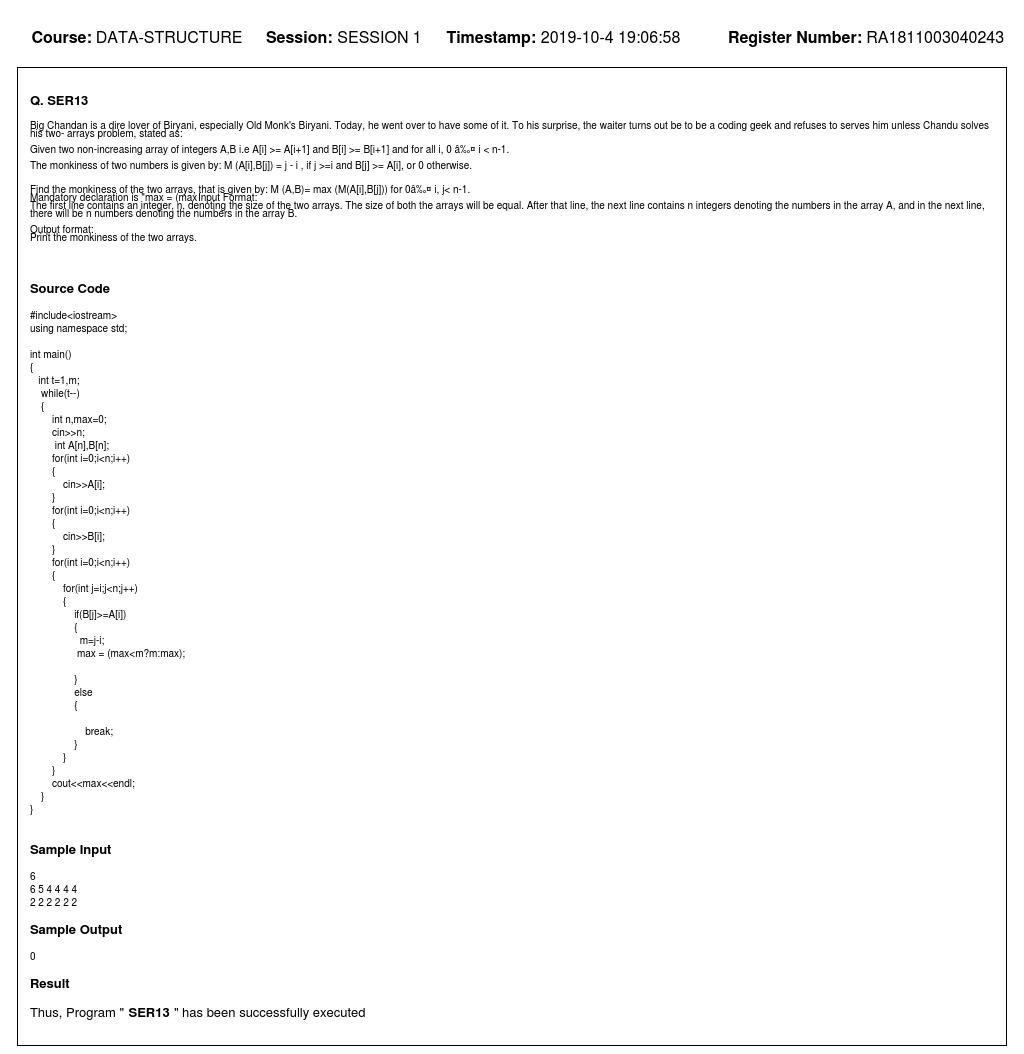 Course: DATA-STRUCTURE Session: SESSION 1 Timestamp: 2019-10-4 19:06:58 Register Number: RA1811003040243
Q. SER13
Big Chandan is a dire lover of Biryani, especially Old Monk's Biryani. Today, he went over to have some of it. To his surprise, the waiter turns out be to be a coding geek and refuses to serves him unless Chandu solves
his two- arrays problem, stated as:
Given two non-increasing array of integers A,B i.e A[i] >= A[i+1] and B[i] >= B[i+1] and for all i, 0 â‰¤ i < n-1.
The monkiness of two numbers is given by: M (A[i],B[j]) = j - i , if j >=i and B[j] >= A[i], or 0 otherwise.
Find the monkiness of the two arrays, that is given by: M (A,B)= max (M(A[i],B[j])) for 0â‰¤ i, j< n-1.
Mandatory declaration is "max = (maxInput Format:
The first line contains an integer, n, denoting the size of the two arrays. The size of both the arrays will be equal. After that line, the next line contains n integers denoting the numbers in the array A, and in the next line,
there will be n numbers denoting the numbers in the array B.
Output format:
Print the monkiness of the two arrays.
Source Code
#include<iostream>
using namespace std;
int main()
{
int t=1,m;
while(t--)
{
int n,max=0;
cin>>n;
int A[n],B[n];
for(int i=0;i<n;i++)
{
cin>>A[i];
}
for(int i=0;i<n;i++)
{
cin>>B[i];
}
for(int i=0;i<n;i++)
{
for(int j=i;j<n;j++)
{
if(B[j]>=A[i])
{
m=j-i;
max = (max<m?m:max);
}
else
{
break;
}
}
}
cout<<max<<endl;
}
}
Sample Input
6
6 5 4 4 4 4
2 2 2 2 2 2
Sample Output
0
Result
Thus, Program " SER13 " has been successfully executed